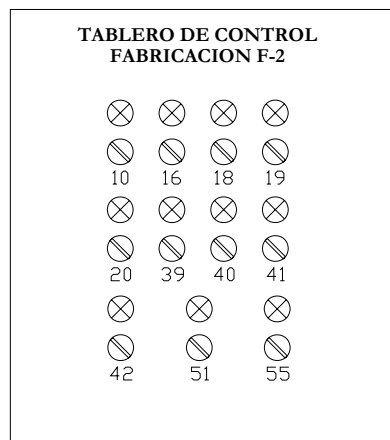 TABLERO DE CONTROL
FABRICACION F-2
10 16 18 19
20 39 40 41
42 51 55